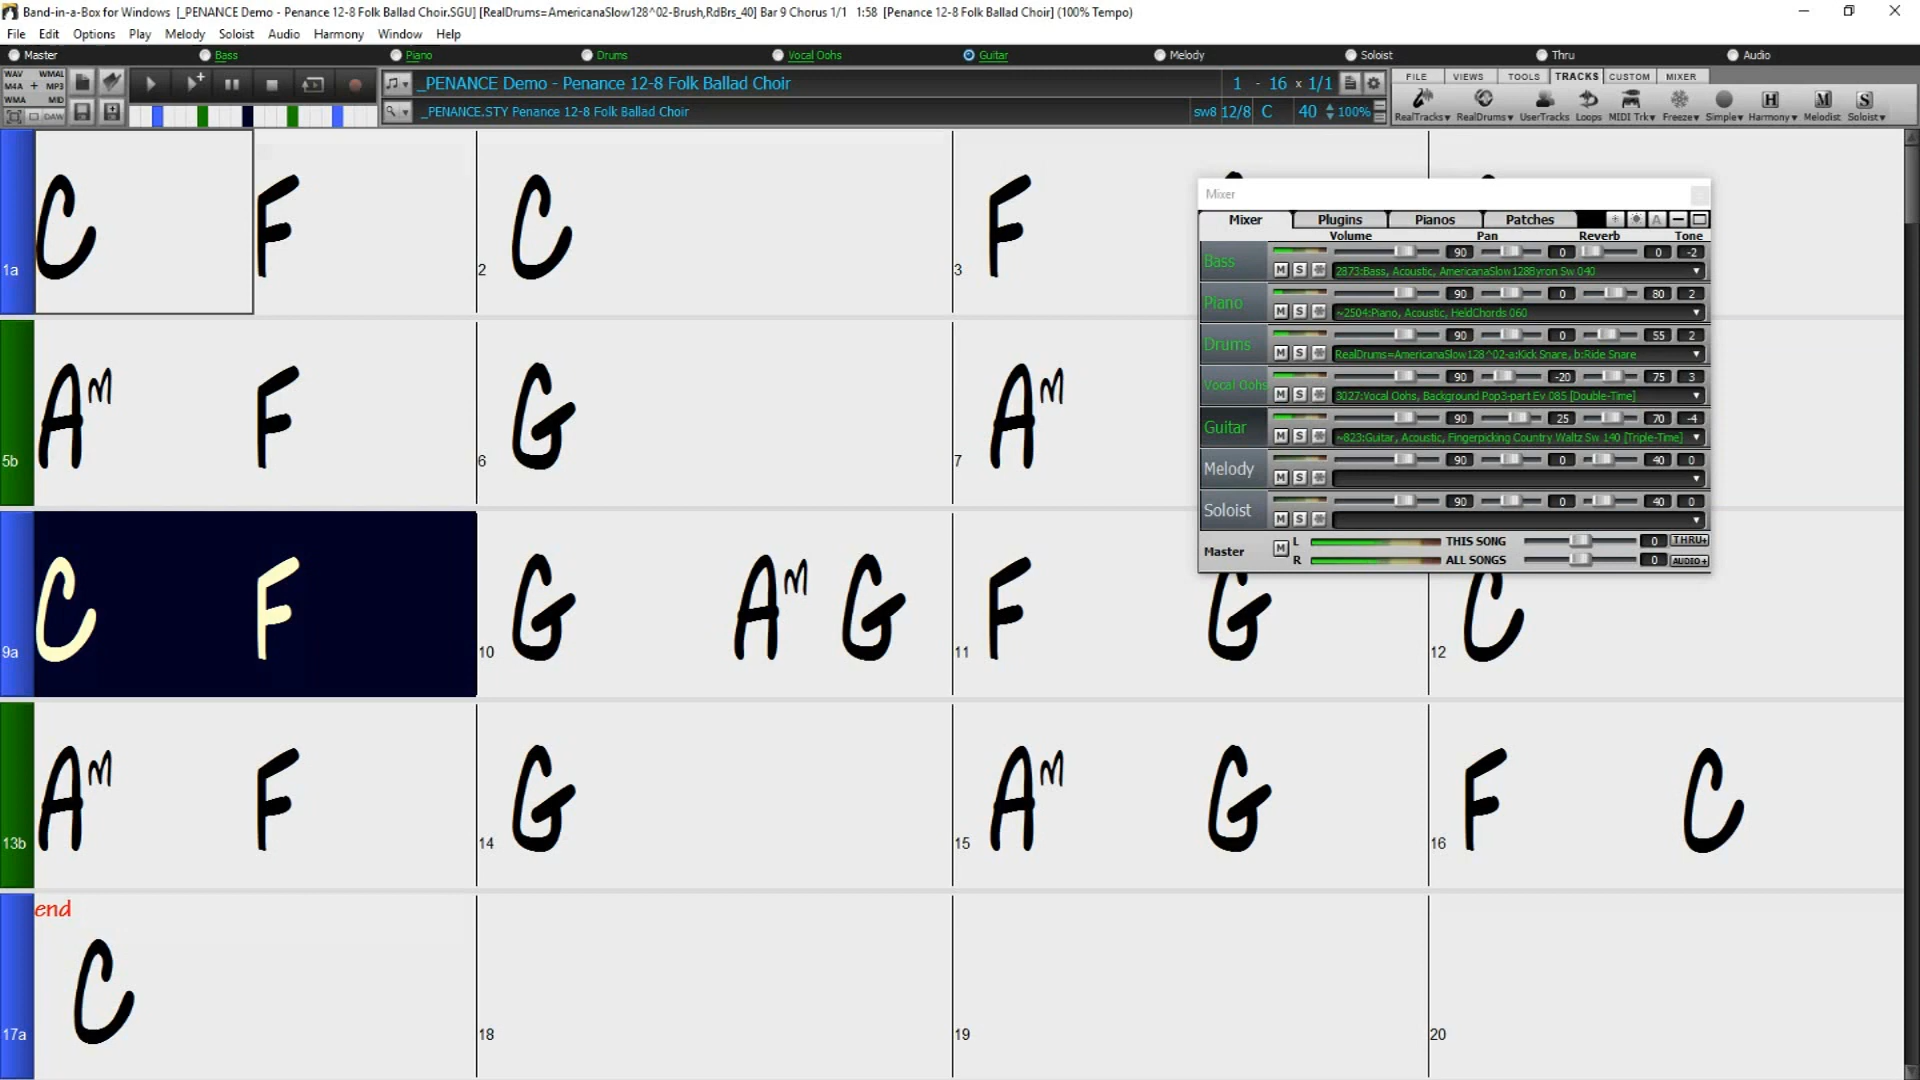 Band-in-a-Box for Windows [_PENANCE Demo - Penance 12-8 Folk Ballad Choir.SGU] [RealDrums=AmericanaSlow128^02-Brush,RdBrs_40] Bar 9 Chorus 1/1 1:58 [Penance 12-8 Folk Ballad Choir] (100% Tempo)
File Edit Options Play Melody Soloist Audio Harmony Window Help
Master Bass Piano Drums Vocal Oohs Guitar Melody Soloist Thru Audio
WAV WMAL
M4A + MP3
WMA MID
DAW
_PENANCE Demo - Penance 12-8 Folk Ballad Choir 1 - 16 x 1/1
_PENANCE.STY Penance 12-8 Folk Ballad Choir sw8 12/8 C 40 100%
FILE VIEWS TOOLS TRACKS CUSTOM MIXER
H M S
RealTracks RealDrums UserTracks Loops MIDI Trk Freeze Simple Harmony Melodist Soloist
1a C F 2 C 3 F
5b Am F 6 G 7 Am
Mixer
Mixer Plugins Pianos Patches A
Volume Pan Reverb Tone
Bass 90 0 0 -2
M S 2873:Bass, Acoustic, AmericanaSlow128Byron Sw 040
Piano 90 0 80 2
M S ~2504:Piano, Acoustic, HeldChords 060
Drums 90 0 55 2
M S RealDrums=AmericanaSlow128^02-a:Kick Snare, b:Ride Snare
Vocal Oohs 90 -20 75 3
M S 3027:Vocal Oohs, Background Pop3-part Ev 085 [Double-Time]
Guitar 90 25 70 -4
M S ~823:Guitar, Acoustic, Fingerpicking Country Waltz Sw 140 [Triple-Time]
Melody 90 0 40 0
M S
Soloist 90 0 40 0
M S
Master M L THIS SONG 0 THRU+
R ALL SONGS 0 AUDIO+
9a C F 10 G Am G 11 F G 12 C
13b Am F 14 G 15 Am G 16 F C
end
17a C 18 19 20